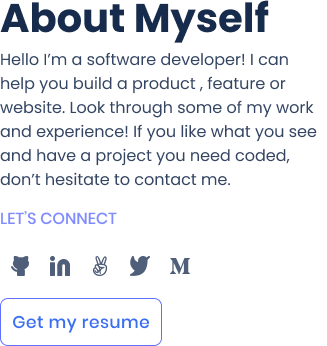 About Myself
Hello I’m a software developer! I can
help you build a product , feature or
website. Look through some of my work
and experience! If you like what you see
and have a project you need coded,
don’t hesitate to contact me.
LET’S CONNECT
Get my resume